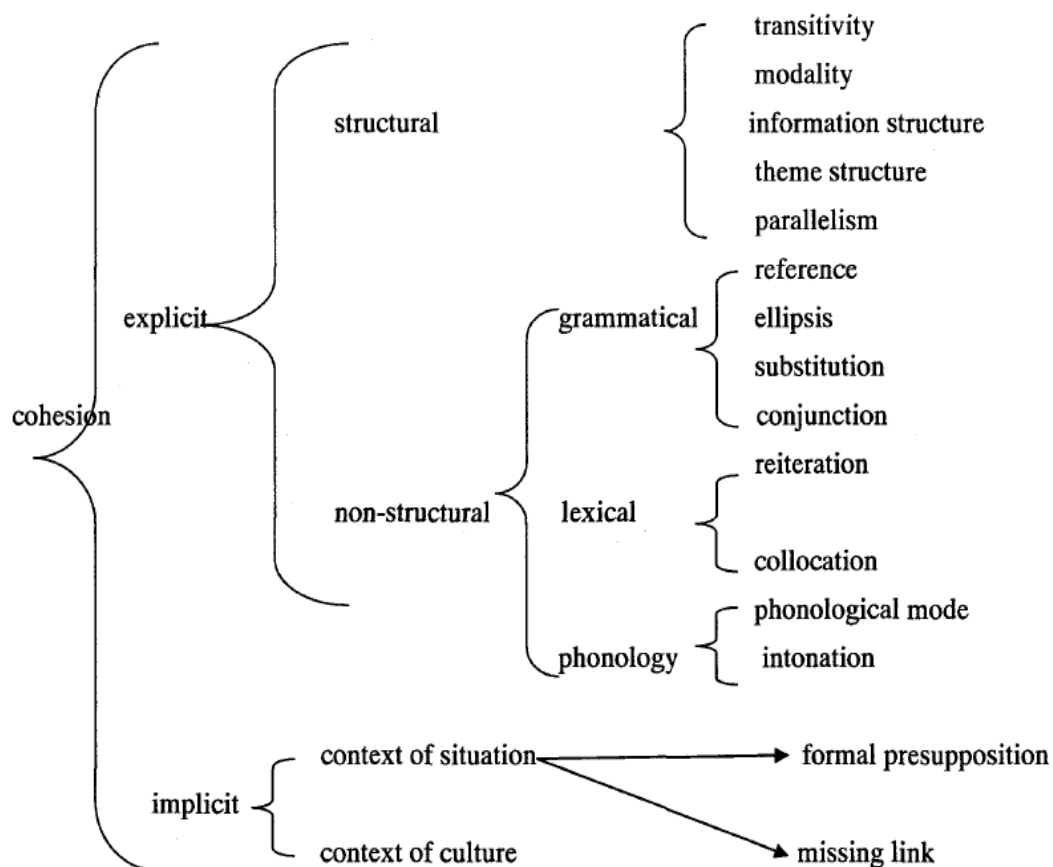 transitivity
modality
structural
information structure
theme structure
parallelism
reference
explicit
grammatical
ellipsis
substitution
cohesion
conjunction
reiteration
non-structural
lexical
collocation
phonological mode
phonology
intonation
context of situation
formal presupposition
implicit
context of culture
missing link